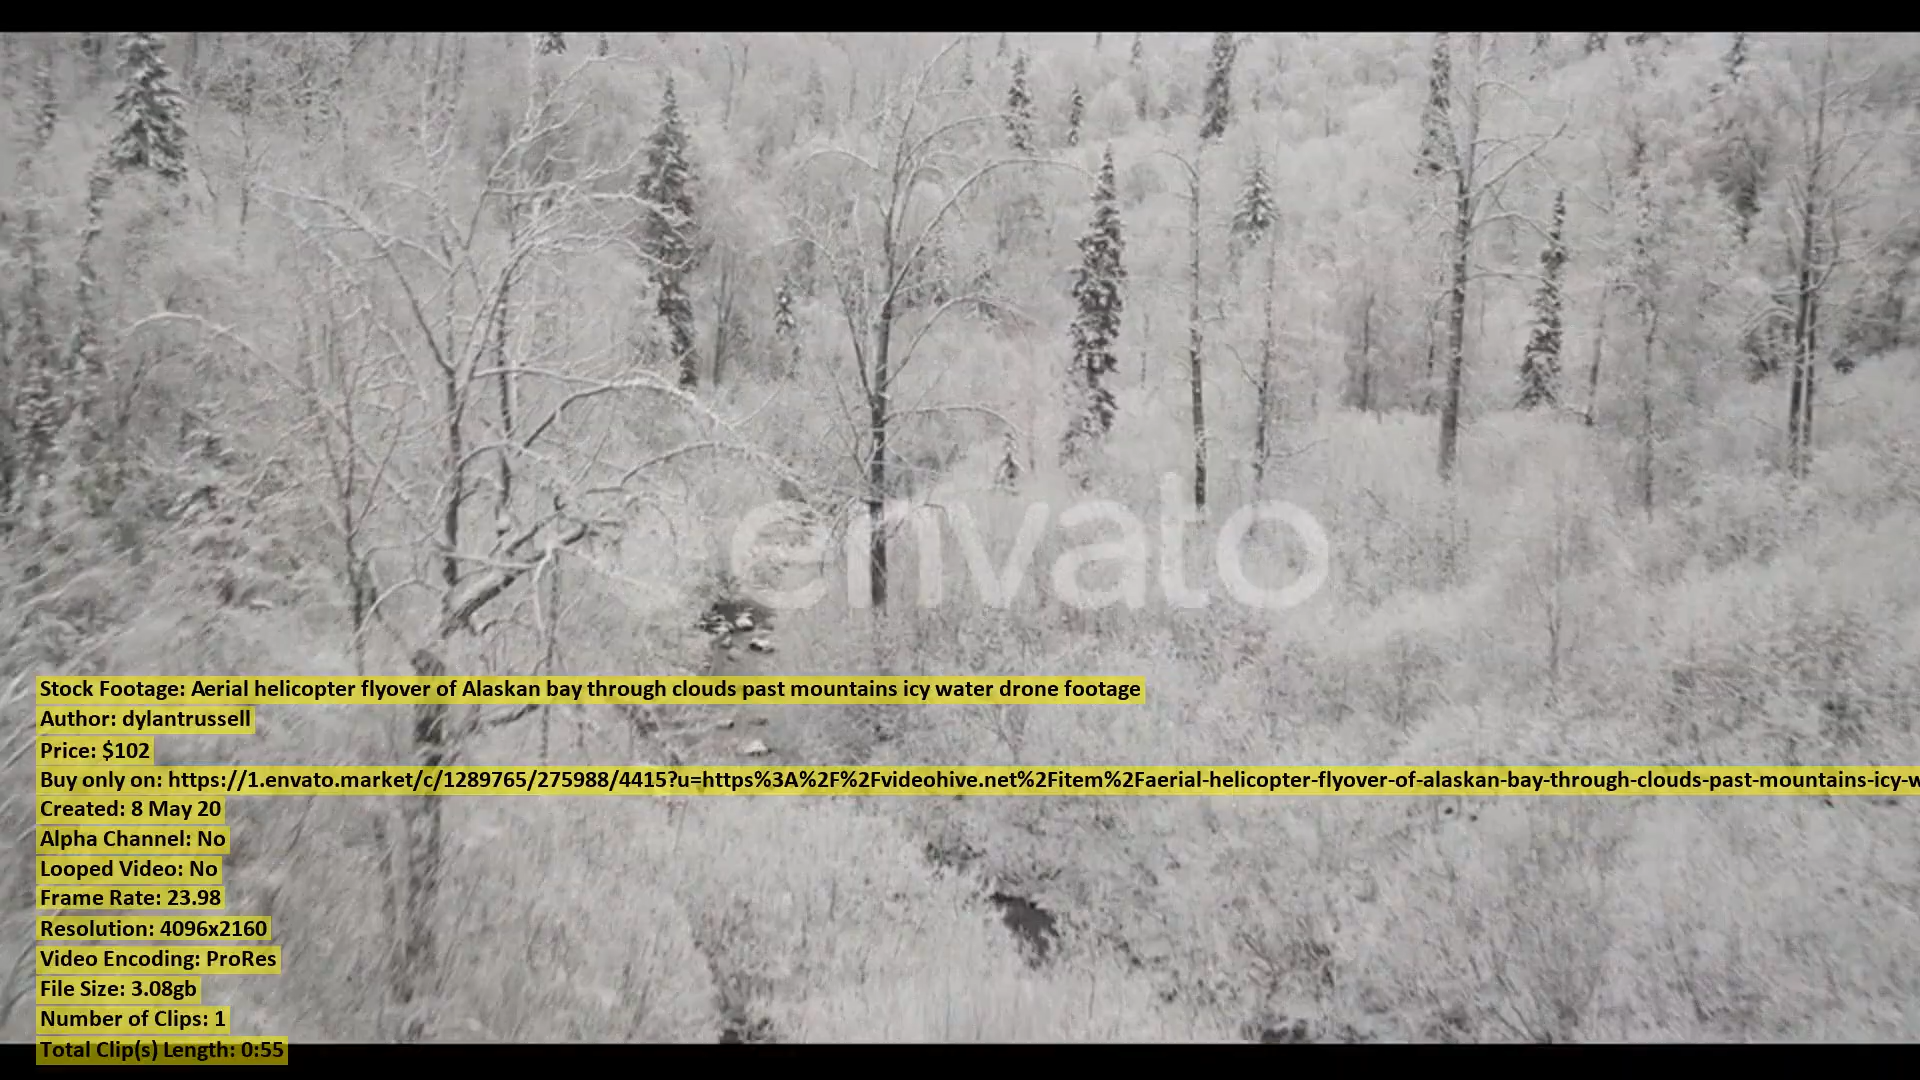 envato
Stock Footage: Aerial helicopter flyover of Alaskan bay through clouds past mountains icy water drone footage
Author: dylantrussell
Price: $102
Buy only on: https://1.envato.market/c/1289765/275988/4415?u=https%3A%2F%2Fvideohive.net%2Fitem%2Faerial-helicopter-flyover-of-alaskan-bay-through-clouds-past-mountains-icy-w
Created: 8 May 20
Alpha Channel: No
Looped Video: No
Frame Rate: 23.98
Resolution: 4096x2160
Video Encoding: ProRes
File Size: 3.08gb
Number of Clips: 1
Total Clip(s) Length: 0:55